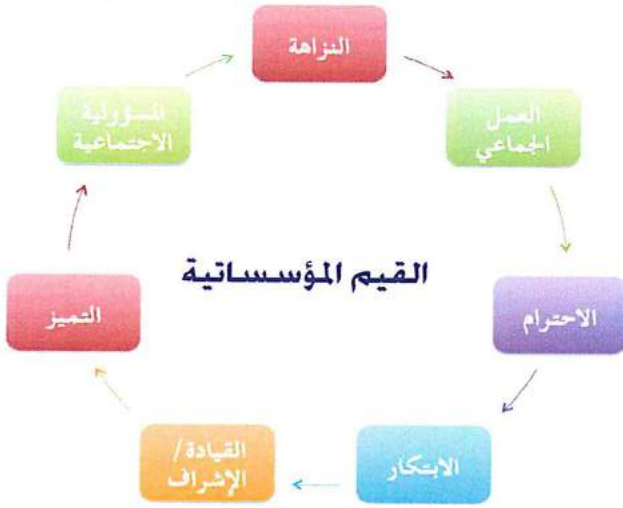 النزاهة
العمل
الجماعي
الاحترام
الابتكار
القيادة/
الإشراف
التميز
المسؤولية
الاجتماعية
القيم المؤسساتية